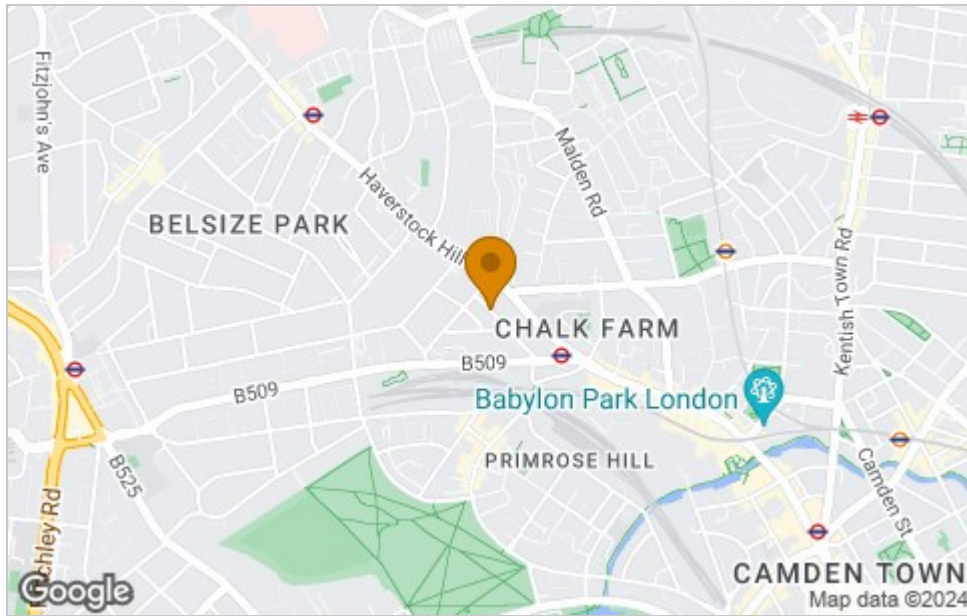 Fitzjohn's Ave
Malden Rd
Haverstock Hill
BELSIZE PARK
Kentish Town Rd
CHALK FARM
B509
B509
Babylon Park London
PRIMROSE HILL
Camden St
B525
chley Rd
CAMDEN TOWN
Google
Map data ©2024